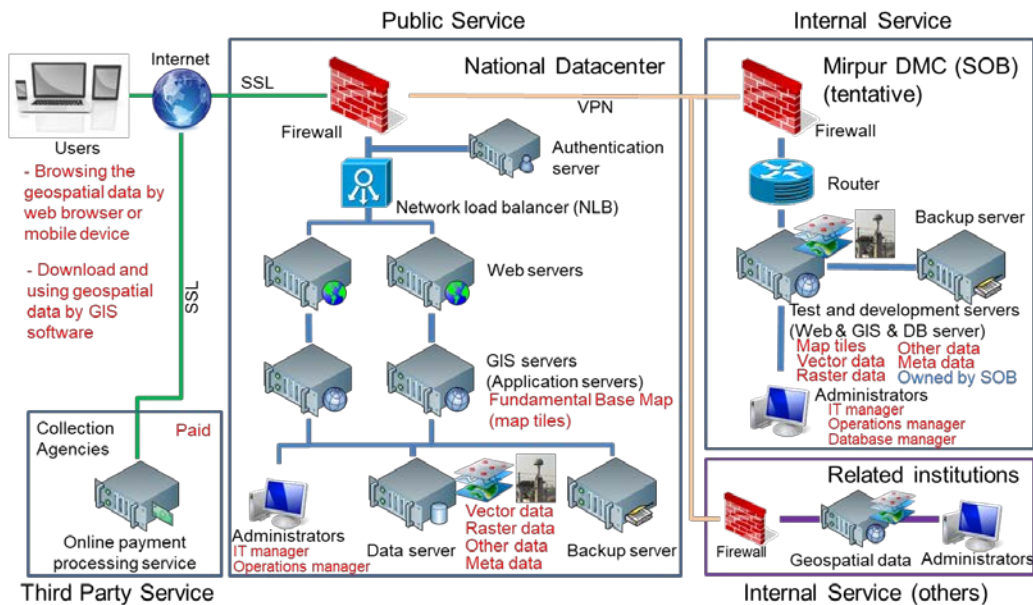 Public Service
Internal Service
Internet
SSL
National Datacenter
VPN
Firewall
Users
- Browsing the
geospatial data by
web browser or
mobile device
- Download and
using geospatial
data by GIS
software
SSL
Authentication
server
Network load balancer (NLB)
Web servers
GIS servers
(Application servers)
Fundamental Base Map
(map tiles)
Administrators
IT manager
Operations manager
Data server
Vector data
Raster data
Other data
Meta data
Backup server
Collection
Agencies
Paid
Online payment
processing service
Third Party Service
Mirpur DMC (SOB)
(tentative)
Firewall
Router
Backup server
Test and development servers
(Web & GIS & DB server)
Map tiles
Vector data
Raster data
Other data
Meta data
Owned by SOB
Administrators
IT manager
Operations manager
Database manager
Related institutions
Firewall
Geospatial data
Administrators
Internal Service (others)